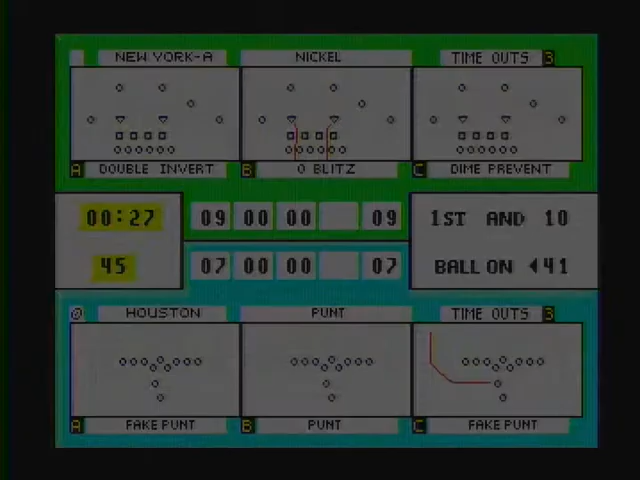 NEW YORK-A NICKEL TIME OUTS 3
A DOUBLE INVERT B O BLITZ C DIME PREVENT
00:27 09 00 00 09 1ST AND 10
45 07 00 00 07 BALL ON ◀41
@ HOUSTON PUNT TIME OUTS 3
A FAKE PUNT B PUNT C FAKE PUNT